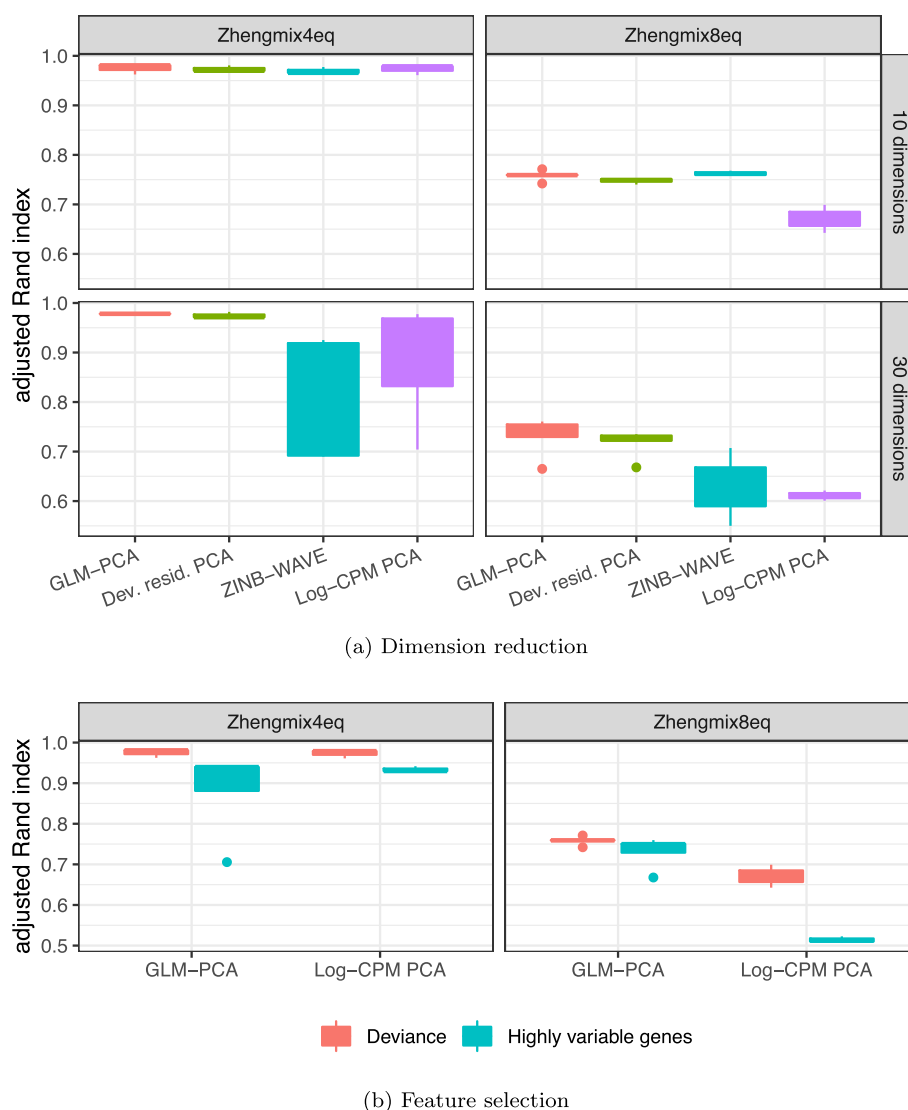 Zhengmix4eq Zhengmix8eq
adjusted Rand index
1.0
0.9
0.8
0.7
0.6
10 dimensions
1.0
0.9
0.8
0.7
0.6
30 dimensions
GLM−PCA Dev. resid. PCA ZINB−WAVE Log−CPM PCA GLM−PCA Dev. resid. PCA ZINB−WAVE Log−CPM PCA
(a) Dimension reduction
Zhengmix4eq Zhengmix8eq
adjusted Rand index
1.0
0.9
0.8
0.7
0.6
0.5
GLM−PCA Log−CPM PCA GLM−PCA Log−CPM PCA
Deviance Highly variable genes
(b) Feature selection